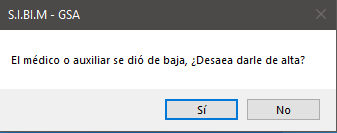 S.I.BI.M - GSA
El médico o auxiliar se dió de baja, ¿Desaea darle de alta?
Sí
No